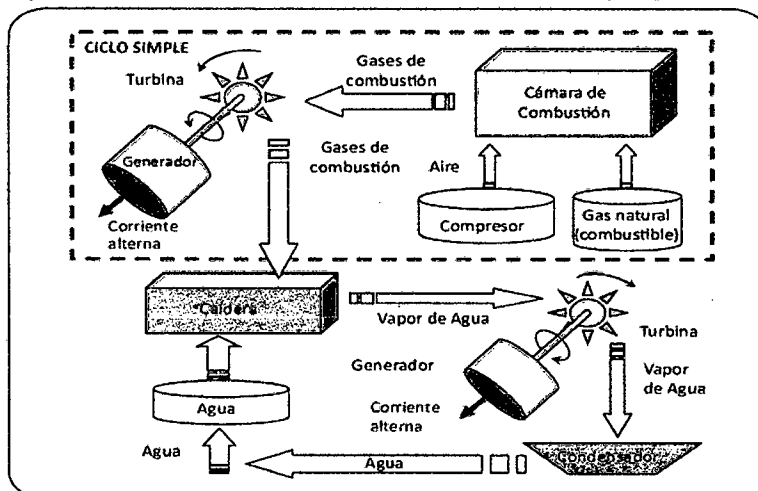 CICLO SIMPLE
Turbina
Gases de
combustión
Cámara de
Combustión
Generador
Gases
de combustión
Aire
Corriente
alterna
Compresor
Gas natural
(combustible)
Caldera
Vapor de Agua
Turbina
Generador
Vapor
de Agua
Agua
Corriente
alterna
Agua
Agua
Condensador